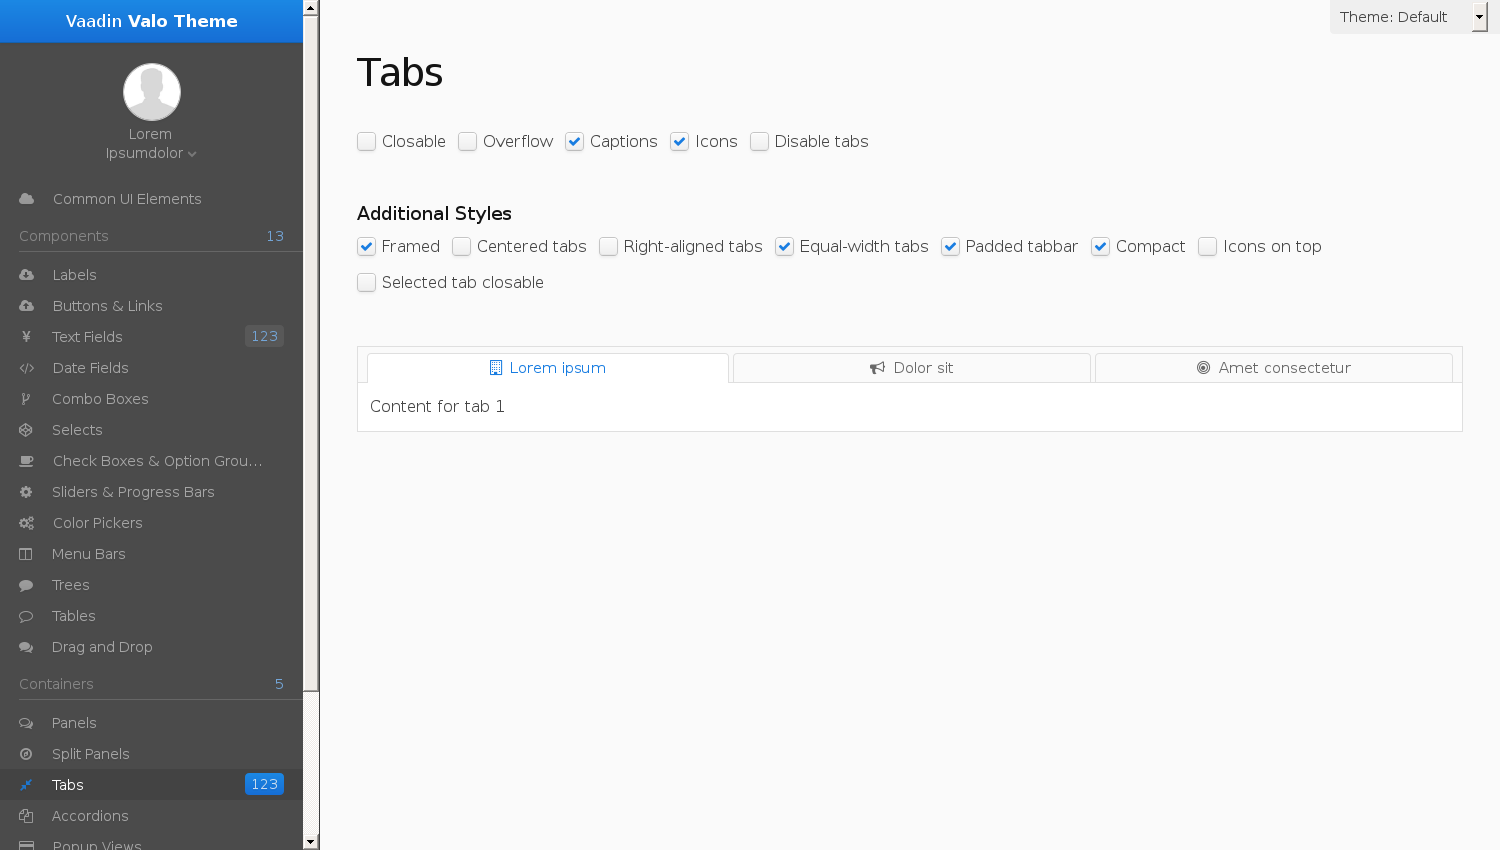 Vaadin Valo Theme
Lorem
Ipsumdolor
Common UI Elements
Components 13
Labels
Buttons & Links
Text Fields 123
Date Fields
Combo Boxes
Selects
Check Boxes & Option Grou…
Sliders & Progress Bars
Color Pickers
Menu Bars
Trees
Tables
Drag and Drop
Containers 5
Panels
Split Panels
Tabs 123
Accordions
Popup Views
Theme: Default
Tabs
Closable Overflow Captions Icons Disable tabs
Additional Styles
Framed Centered tabs Right-aligned tabs Equal-width tabs Padded tabbar Compact Icons on top
Selected tab closable
Lorem ipsum Dolor sit Amet consectetur
Content for tab 1